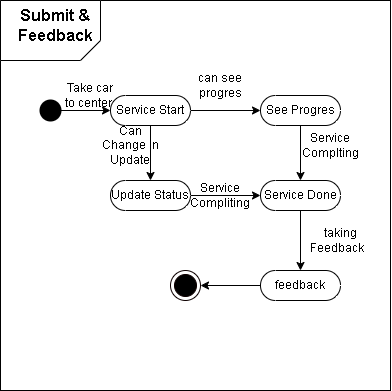 Submit &
Feedback
Take car
to center
can see
progres
Service Start
See Progres
Can
Change in
Update
Service
Complting
Update Status
Service
Compliting
Service Done
taking
Feedback
feedback